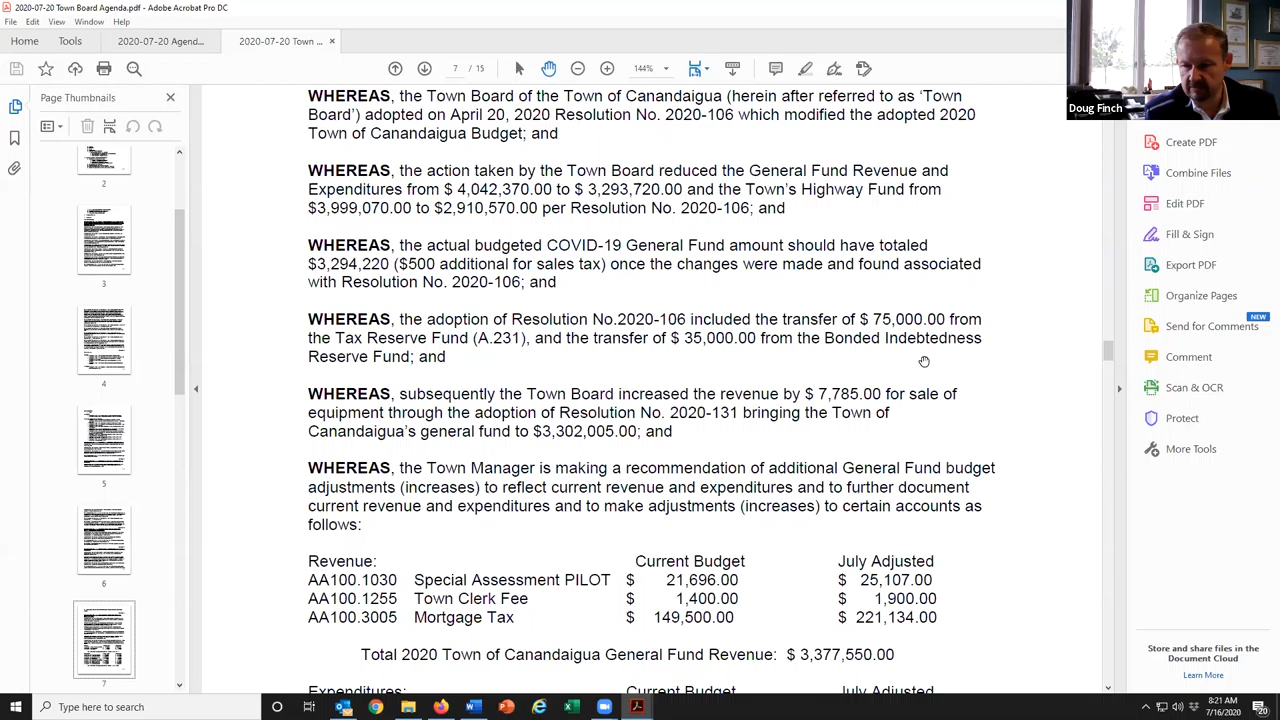 2020-07-20 Town Board Agenda.pdf - Adobe Acrobat Pro DC
File Edit View Window Help
Home Tools 2020-07-20 Agend... 2020-07-20 Town ... ×
7 / 15 144%
Page Thumbnails
2
3
4
5
6
7
WHEREAS, the Town Board of the Town of Canandaigua (herein after referred to as ‘Town
Board’) adopted on April 20, 2020 Resolution No. 2020-106 which modified the adopted 2020
Town of Canandaigua Budget; and
WHEREAS, the action taken by the Town Board reduced the General Fund Revenue and
Expenditures from $ 4,042,370.00 to $ 3,293,720.00 and the Town's Highway Fund from
$3,999,070.00 to $2,910,570.00 per Resolution No. 2020-106; and
WHEREAS, the actual budgeted COVID-19 General Fund amount should have totaled
$3,294,220 ($500 additional for sales tax) once the changes were made and found associated
with Resolution No. 2020-106; and
WHEREAS, the adoption of Resolution No.2020-106 included the transfer of $ 75,000.00 from
the Tax Reserve Fund (A.231), and the transfer of $ 35,000.00 from the Bonded Indebtedness
Reserve Fund; and
WHEREAS, subsequently the Town Board increased the revenue by $ 7,785.00 for sale of
equipment through the adoption of Resolution No. 2020-131 bringing the Town of
Canandaigua's general fund to $3,302,005.00; and
WHEREAS, the Town Manager is making a recommendation of additional General Fund budget
adjustments (increases) to reflect current revenue and expenditures and to further document
current revenue and expenditures and to make adjustments (increases) to certain accounts as
follows:
Revenue: Current Budget July Adjusted
AA100.1030 Special Assessment PILOT $ 21,696.00 $ 25,107.00
AA100.1255 Town Clerk Fee $ 1,400.00 $ 1,900.00
AA100.3005 Mortgage Tax $ 149,500.00 $ 221,134.00
Total 2020 Town of Canandaigua General Fund Revenue: $ 3,377,550.00
Expenditures: Current Budget July Adjusted
Doug Finch
Create PDF
Combine Files
Edit PDF
Fill & Sign
Export PDF
Organize Pages
NEW
Send for Comments
Comment
Scan & OCR
Protect
More Tools
Store and share files in the
Document Cloud
Learn More
Type here to search
8:21 AM
7/16/2020
20